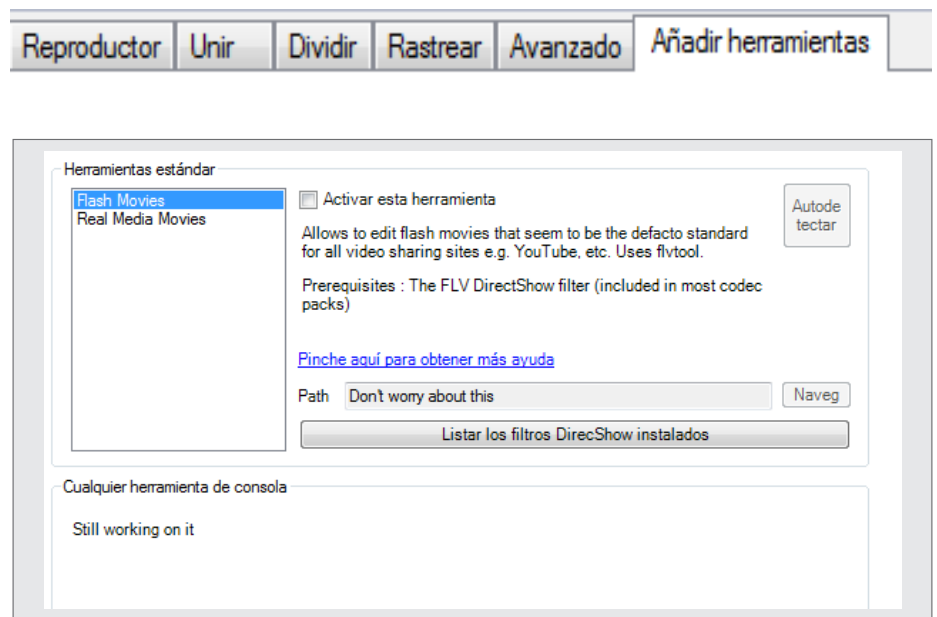 Reproductor Unir Dividir Rastrear Avanzado Añadir herramientas
Herramientas estándar
Flash Movies
Real Media Movies
Activar esta herramienta
Autode
tectar
Allows to edit flash movies that seem to be the defacto standard
for all video sharing sites e.g. YouTube, etc. Uses flvtool.
Prerequisites : The FLV DirectShow filter (included in most codec
packs)
Pinche aquí para obtener más ayuda
Path Don't worry about this Naveg
Listar los filtros DirecShow instalados
Cualquier herramienta de consola
Still working on it